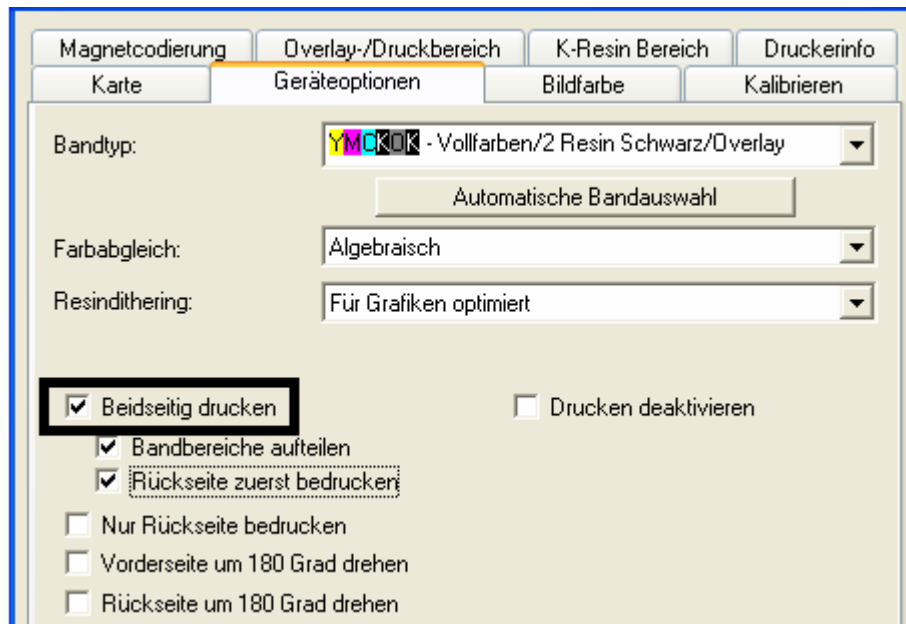 Magnetcodierung Overlay-/Druckbereich K-Resin Bereich Druckerinfo
Karte Geräteoptionen Bildfarbe Kalibrieren
Bandtyp: YMCKOK - Vollfarben/2 Resin Schwarz/Overlay
Automatische Bandauswahl
Farbabgleich: Algebraisch
Resindithering: Für Grafiken optimiert
Beidseitig drucken Drucken deaktivieren
Bandbereiche aufteilen
Rückseite zuerst bedrucken
Nur Rückseite bedrucken
Vorderseite um 180 Grad drehen
Rückseite um 180 Grad drehen